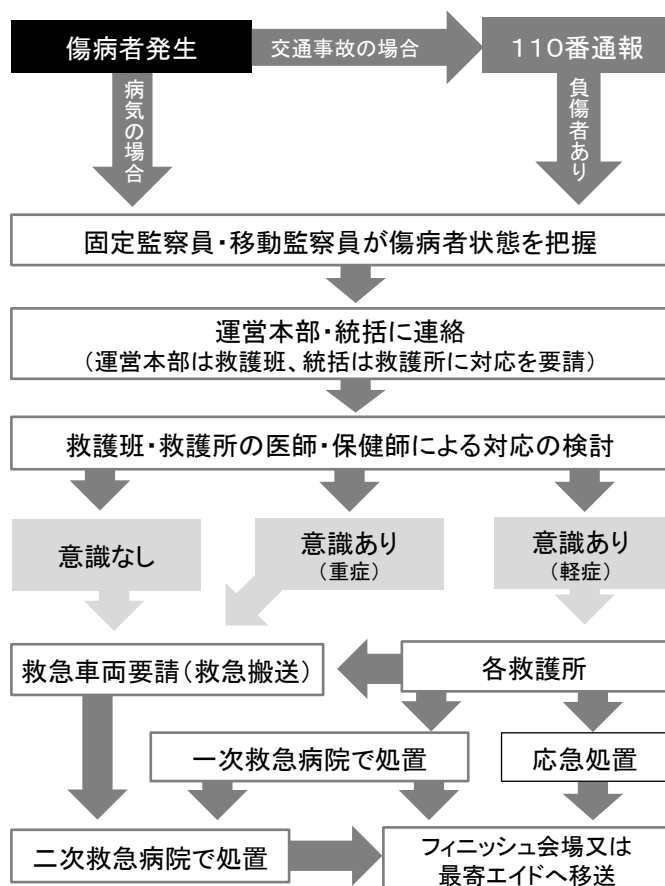 傷病者発生
交通事故の場合
110番通報
病気の場合
負傷者あり
固定監察員・移動監察員が傷病者状態を把握
運営本部・統括に連絡
（運営本部は救護班、統括は救護所に対応を要請）
救護班・救護所の医師・保健師による対応の検討
意識なし
意識あり
（重症）
意識あり
（軽症）
救急車両要請（救急搬送）
各救護所
一次救急病院で処置
応急処置
二次救急病院で処置
フィニッシュ会場又は
最寄エイドへ移送